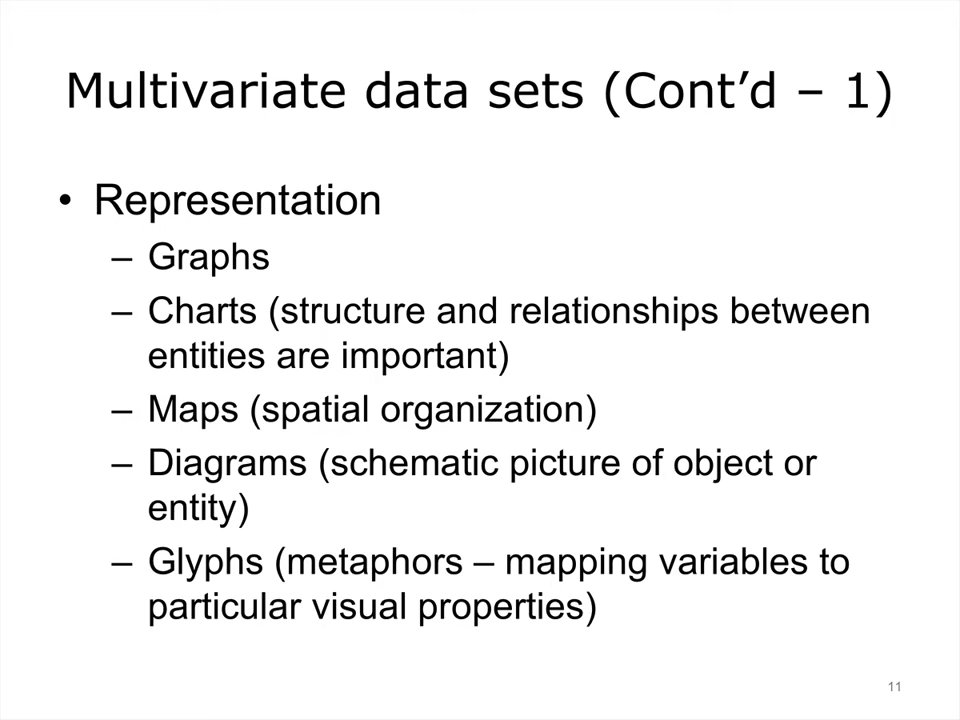 Multivariate data sets (Cont’d – 1)
• Representation
– Graphs
– Charts (structure and relationships between
entities are important)
– Maps (spatial organization)
– Diagrams (schematic picture of object or
entity)
– Glyphs (metaphors – mapping variables to
particular visual properties)
11